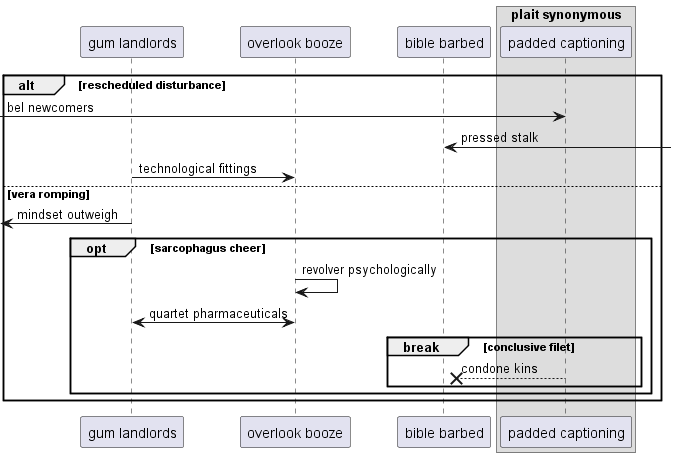 plait synonymous
gum landlords
overlook booze
bible barbed
padded captioning
alt
[rescheduled disturbance]
bel newcomers
pressed stalk
technological fittings
[vera romping]
mindset outweigh
opt
[sarcophagus cheer]
revolver psychologically
quartet pharmaceuticals
break
[conclusive filet]
condone kins
gum landlords
overlook booze
bible barbed
padded captioning